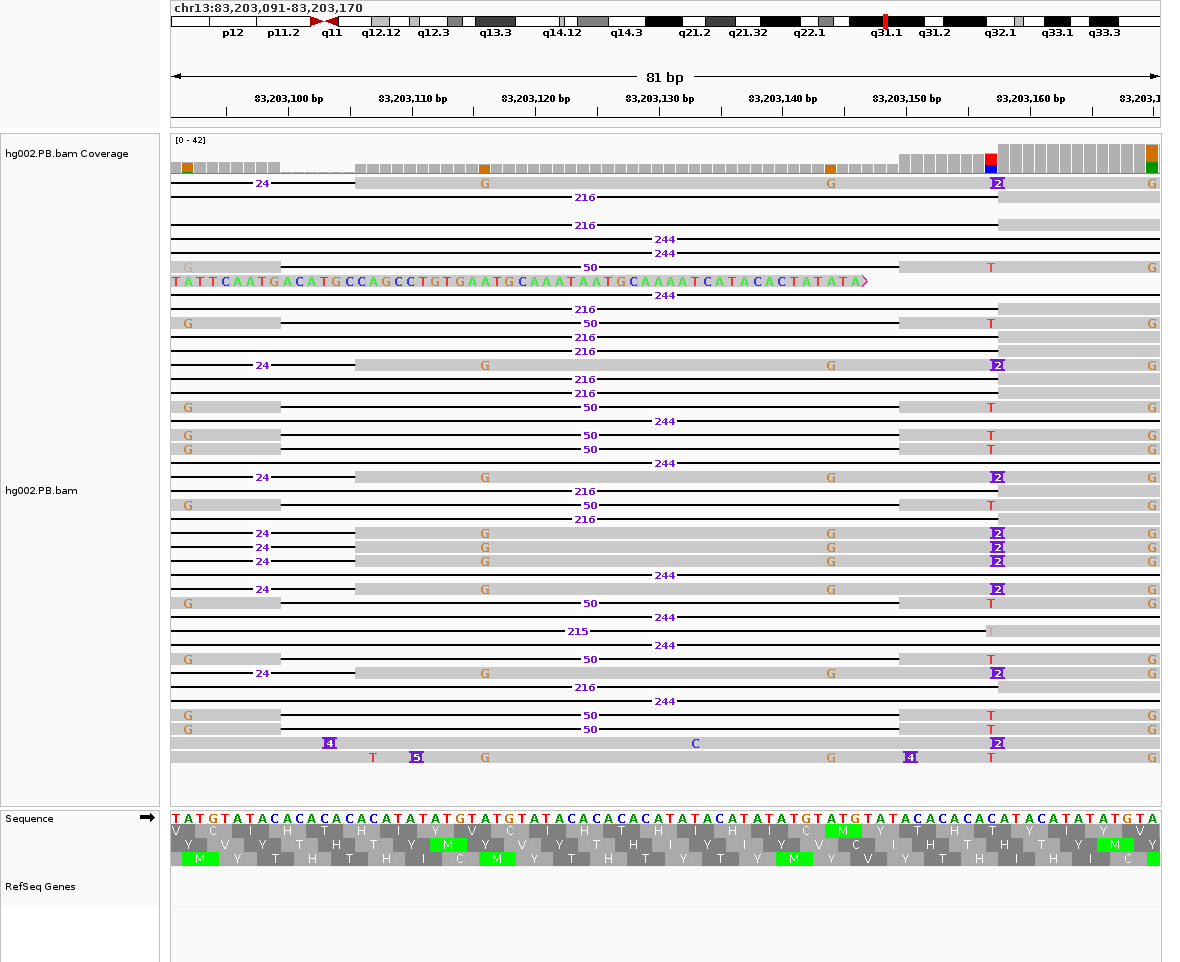 chr13:83,203,091-83,203,170
p12 p11.2 q11 q12.12 q12.3 q13.3 q14.12 q14.3 q21.2 q21.32 q22.1 q31.1 q31.2 q32.1 q33.1 q33.3
81 bp
83,203,100 bp 83,203,110 bp 83,203,120 bp 83,203,130 bp 83,203,140 bp 83,203,150 bp 83,203,160 bp 83,203,1
[0 - 42]
hg002.PB.bam Coverage
24 G G 2 G
216
216
244
244
G 50 T G
TATTCAATGACATGCCAGCCTGTGAATGCAAATAATGCAAAATCATACACTATATA
244
216
G 50 T G
216
216
24 G G 2 G
216
216
G 50 T G
244
G 50 T G
G 50 T G
244
24 G G 2 G
hg002.PB.bam
216
G 50 T G
216
24 G G 2 G
24 G G 2 G
24 G G 2 G
244
24 G G 2 G
G 50 T G
244
215 T
244
G 50 T G
24 G G 2 G
216
244
G 50 T G
G 50 T G
4 C 2
T 5 G G 4 T G
Sequence
TATGTATACACACACACATATATGTATGTATACACACACATATACATATATGTATGTATACACACACATACATATATGTA
V C I H T H I Y V C I H T H I H I C M Y T H T Y I Y V
Y V Y T H T Y M Y V Y T H I Y I Y V C I H T H T Y M Y
M Y T H T H I C M Y T H T Y T Y M Y V Y T H I H I C
RefSeq Genes